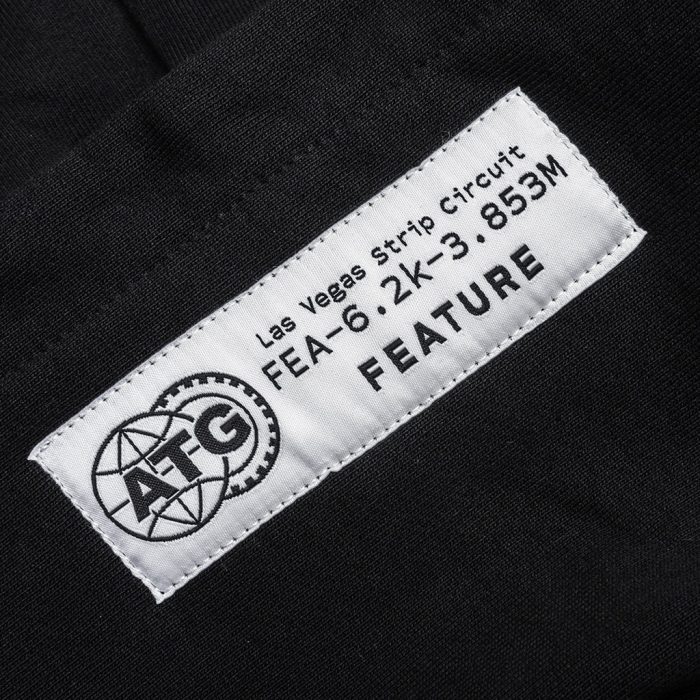 Las Vegas Strip Circuit
FEA-6.2K-3.853M
FEATURE
ATG